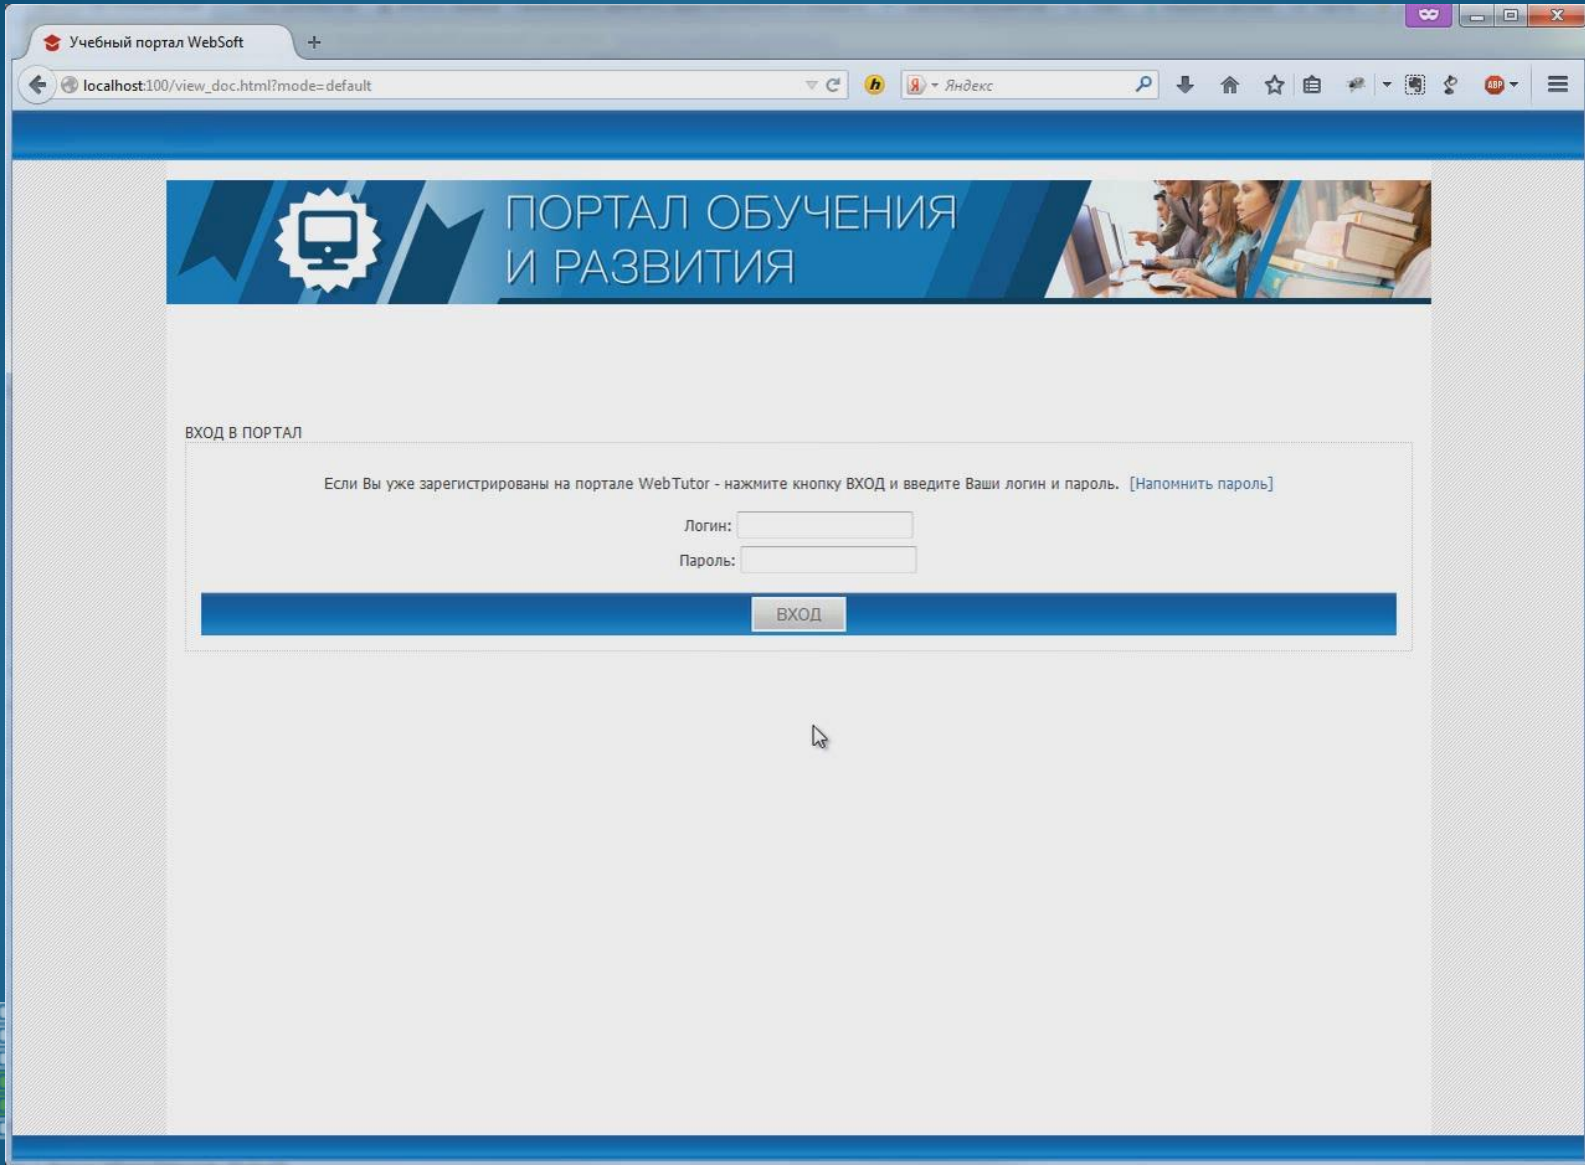 Учебный портал WebSoft
localhost:100/view_doc.html?mode=default
h
Я Яндекс
ABP
ПОРТАЛ ОБУЧЕНИЯ
И РАЗВИТИЯ
ВХОД В ПОРТАЛ
Если Вы уже зарегистрированы на портале WebTutor - нажмите кнопку ВХОД и введите Ваши логин и пароль. [Напомнить пароль]
Логин:
Пароль:
ВХОД